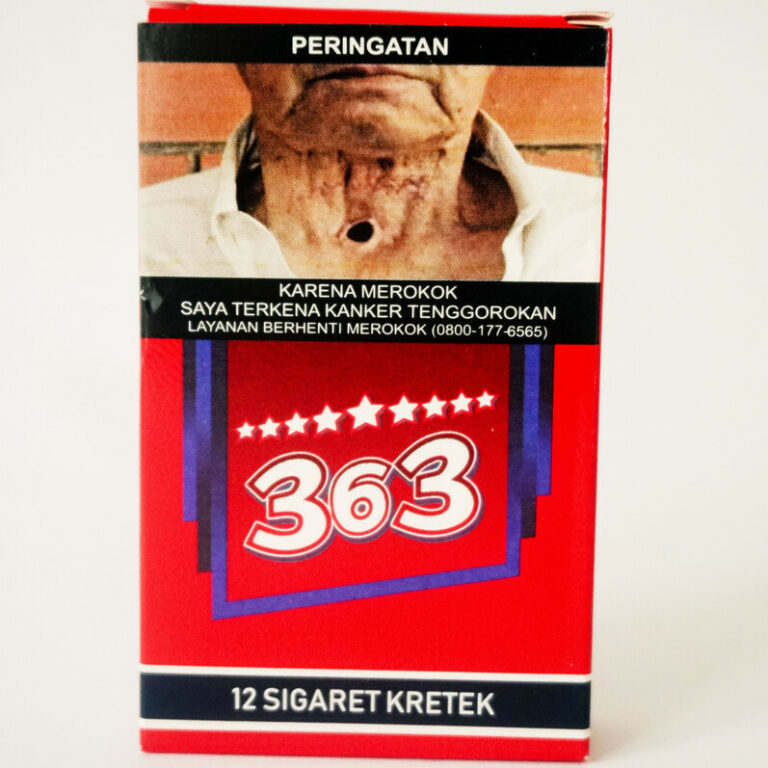 PERINGATAN
KARENA MEROKOK
SAYA TERKENA KANKER TENGGOROKAN
LAYANAN BERHENTI MEROKOK (0800-177-6565)
363
12 SIGARET KRETEK